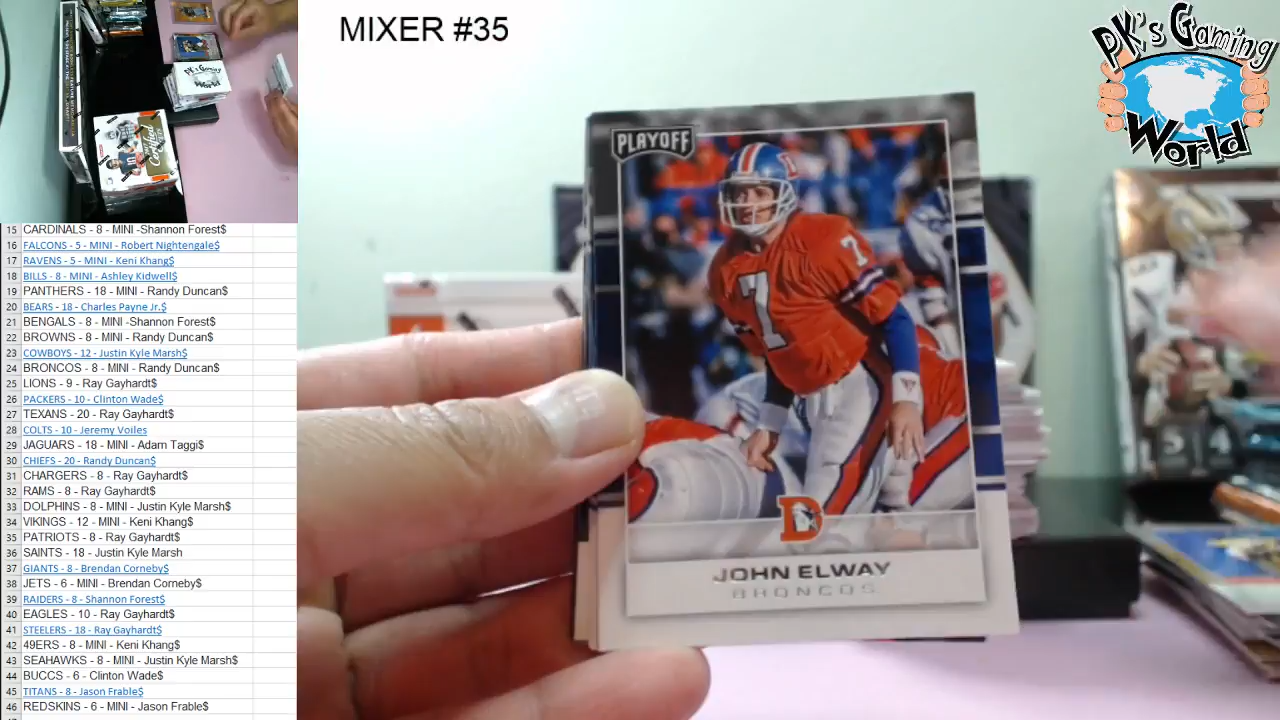 MIXER #35
PK's Gaming
World
PLAYOFF
7
7
D
JOHN ELWAY
BRONCOS
15 CARDINALS - 8 - MINI -Shannon Forest$
16 FALCONS - 5 - MINI - Robert Nightengale$
17 RAVENS - 5 - MINI - Keni Khang$
18 BILLS - 8 - MINI - Ashley Kidwell$
19 PANTHERS - 18 - MINI - Randy Duncan$
20 BEARS - 18 - Charles Payne Jr.$
21 BENGALS - 8 - MINI -Shannon Forest$
22 BROWNS - 8 - MINI - Randy Duncan$
23 COWBOYS - 12 - Justin Kyle Marsh$
24 BRONCOS - 8 - MINI - Randy Duncan$
25 LIONS - 9 - Ray Gayhardt$
26 PACKERS - 10 - Clinton Wade$
27 TEXANS - 20 - Ray Gayhardt$
28 COLTS - 10 - Jeremy Voiles
29 JAGUARS - 18 - MINI - Adam Taggi$
30 CHIEFS - 20 - Randy Duncan$
31 CHARGERS - 8 - Ray Gayhardt$
32 RAMS - 8 - Ray Gayhardt$
33 DOLPHINS - 8 - MINI - Justin Kyle Marsh$
34 VIKINGS - 12 - MINI - Keni Khang$
35 PATRIOTS - 8 - Ray Gayhardt$
36 SAINTS - 18 - Justin Kyle Marsh
37 GIANTS - 8 - Brendan Corneby$
38 JETS - 6 - MINI - Brendan Corneby$
39 RAIDERS - 8 - Shannon Forest$
40 EAGLES - 10 - Ray Gayhardt$
41 STEELERS - 18 - Ray Gayhardt$
42 49ERS - 8 - MINI - Keni Khang$
43 SEAHAWKS - 8 - MINI - Justin Kyle Marsh$
44 BUCCS - 6 - Clinton Wade$
45 TITANS - 8 - Jason Frable$
46 REDSKINS - 6 - MINI - Jason Frable$